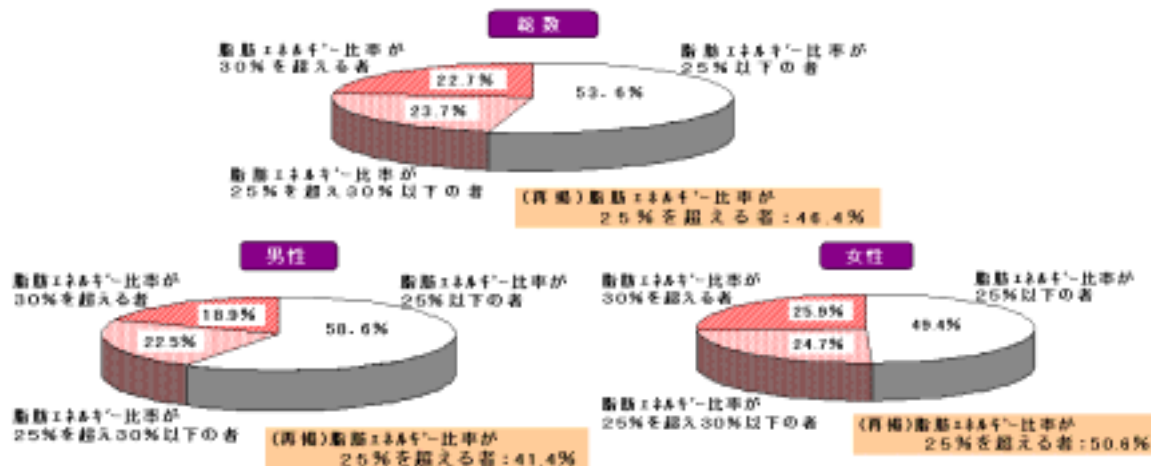 総数
脂肪エネルギー比率が
30%を超える者
脂肪エネルギー比率が
25%以下の者
22.7%
53.6%
23.7%
脂肪エネルギー比率が
25%を超え30%以下の者
(再掲)脂肪エネルギー比率が
25%を超える者:46.4%
男性
脂肪エネルギー比率が
30%を超える者
脂肪エネルギー比率が
25%以下の者
18.9%
58.6%
22.5%
脂肪エネルギー比率が
25%を超え30%以下の者
(再掲)脂肪エネルギー比率が
25%を超える者:41.4%
女性
脂肪エネルギー比率が
30%を超える者
脂肪エネルギー比率が
25%以下の者
25.9%
49.4%
24.7%
脂肪エネルギー比率が
25%を超え30%以下の者
(再掲)脂肪エネルギー比率が
25%を超える者:50.6%